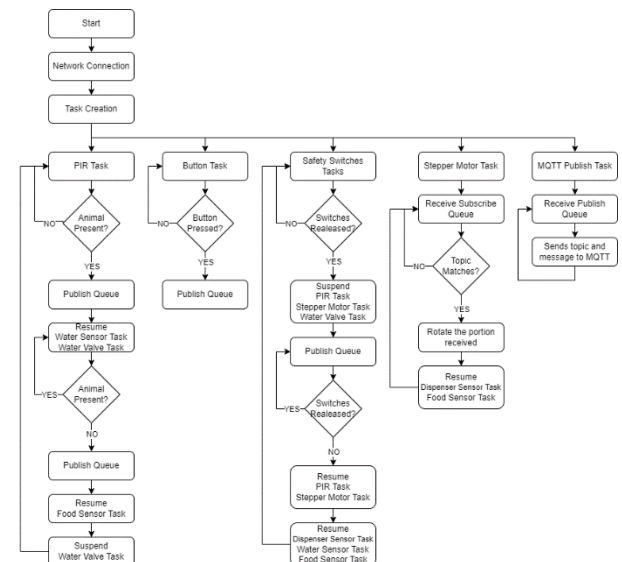 Start
Network Connection
Task Creation
PIR Task
Animal
Present?
NO
YES
Publish Queue
Resume
Water Sensor Task
Water Valve Task
Animal
Present?
YES
NO
Publish Queue
Resume
Food Sensor Task
Suspend
Water Valve Task
Button Task
Button
Pressed?
NO
YES
Publish Queue
Safety Switches
Tasks
Switches
Realeased?
NO
YES
Suspend
PIR Task
Stepper Motor Task
Water Valve Task
Publish Queue
Switches
Realeased?
YES
NO
Resume
PIR Task
Stepper Motor Task
Resume
Dispenser Sensor Task
Water Sensor Task
Food Sensor Task
Stepper Motor Task
Receive Subscribe
Queue
Topic
Matches?
NO
YES
Rotate the portion
received
Resume
Dispenser Sensor Task
Food Sensor Task
MQTT Publish Task
Receive Publish
Queue
Sends topic and
message to MQTT